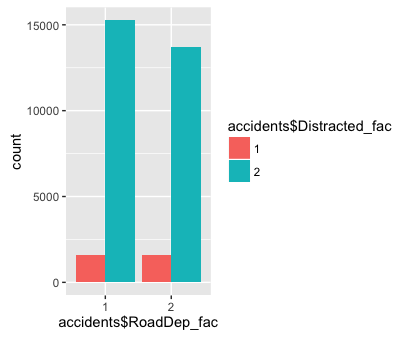 15000
10000
5000
0
count
1
2
accidents$RoadDep_fac
accidents$Distracted_fac
1
2